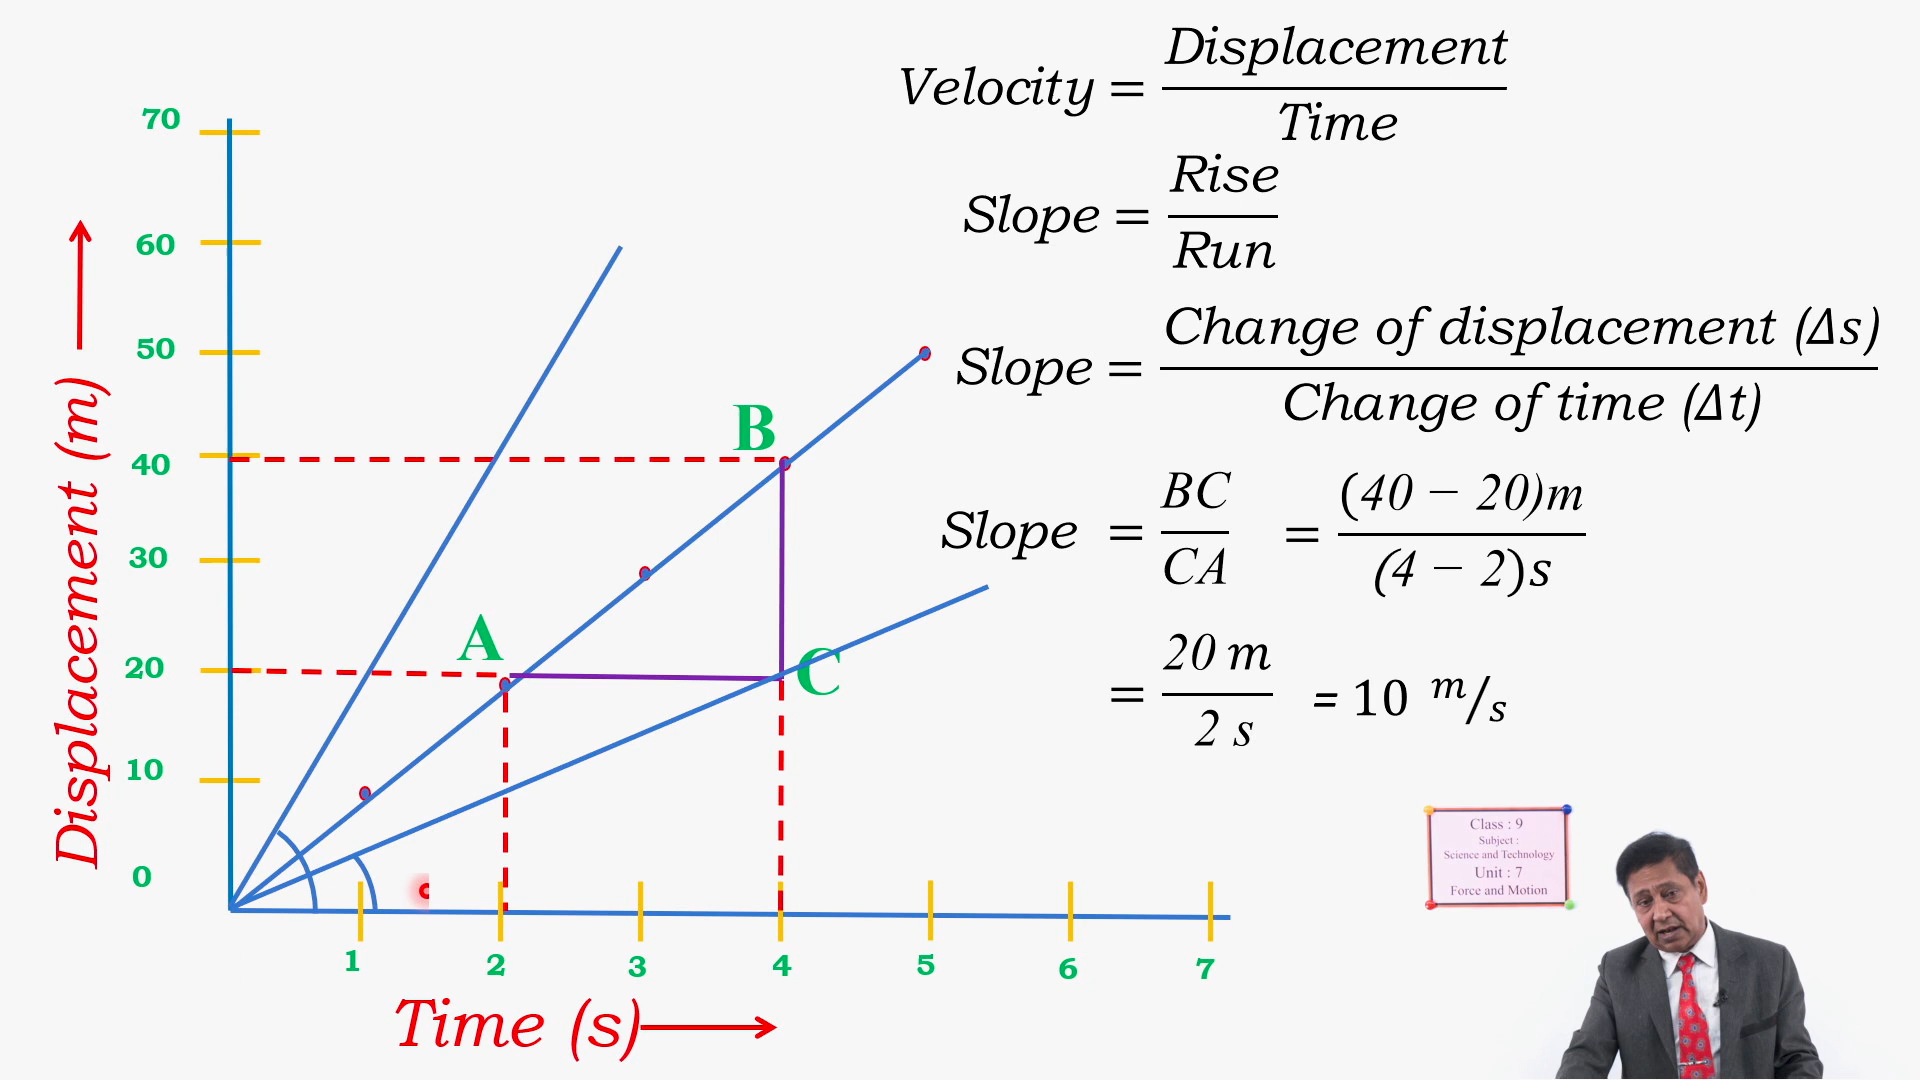 Velocity = Displacement / Time
Slope = Rise / Run
Slope = Change of displacement (Δs) / Change of time (Δt)
Slope = BC / CA = (40 − 20)m / (4 − 2)s
= 20 m / 2 s = 10 m/s
Displacement (m)
70
60
50
40
30
20
10
0
B
A
C
1 2 3 4 5 6 7
Time (s)
Class : 9
Subject :
Science and Technology
Unit : 7
Force and Motion